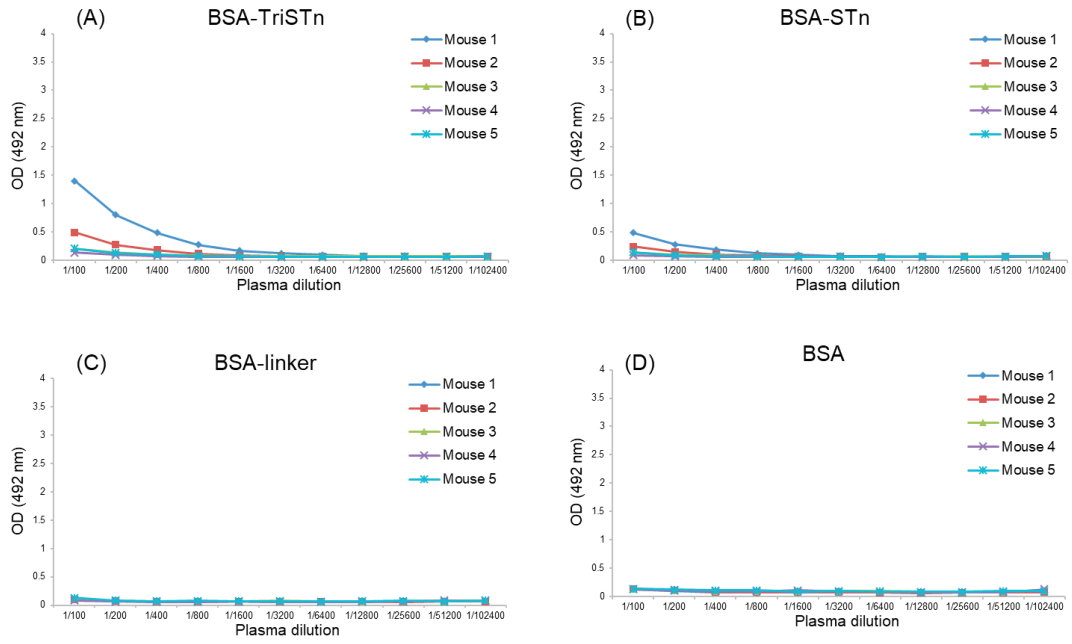 (A)
BSA-TriSTn
4
3.5
3
2.5
2
1.5
1
0.5
0
OD (492 nm)
Mouse 1
Mouse 2
Mouse 3
Mouse 4
Mouse 5
1/100 1/200 1/400 1/800 1/1600 1/3200 1/6400 1/12800 1/25600 1/51200 1/102400
Plasma dilution
(B)
BSA-STn
4
3.5
3
2.5
2
1.5
1
0.5
0
OD (492 nm)
Mouse 1
Mouse 2
Mouse 3
Mouse 4
Mouse 5
1/100 1/200 1/400 1/800 1/1600 1/3200 1/6400 1/12800 1/25600 1/51200 1/102400
Plasma dilution
(C)
BSA-linker
4
3.5
3
2.5
2
1.5
1
0.5
0
OD (492 nm)
Mouse 1
Mouse 2
Mouse 3
Mouse 4
Mouse 5
1/100 1/200 1/400 1/800 1/1600 1/3200 1/6400 1/12800 1/25600 1/51200 1/102400
Plasma dilution
(D)
BSA
4
3.5
3
2.5
2
1.5
1
0.5
0
OD (492 nm)
Mouse 1
Mouse 2
Mouse 3
Mouse 4
Mouse 5
1/100 1/200 1/400 1/800 1/1600 1/3200 1/6400 1/12800 1/25600 1/51200 1/102400
Plasma dilution